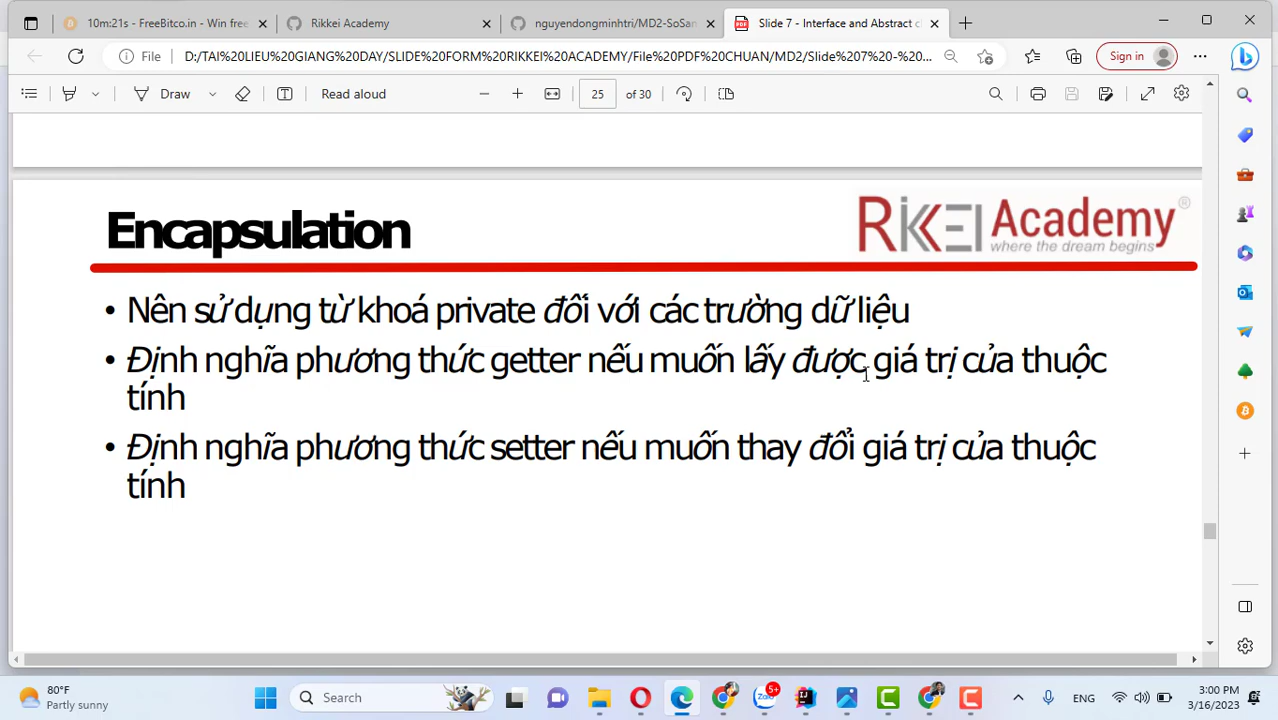 10m:21s - FreeBitco.in - Win free
Rikkei Academy
nguyendongminhtri/MD2-SoSan
Slide 7 - Interface and Abstract cl
File
D:/TAI%20LIEU%20GIANG%20DAY/SLIDE%20FORM%20RIKKEI%20ACADEMY/File%20PDF%20CHUAN/MD2/Slide%207%20-%20...
Sign in
Draw
Read aloud
25
of 30
Encapsulation
RIKKEI Academy ®
where the dream begins
• Nên sử dụng từ khoá private đối với các trường dữ liệu
• Định nghĩa phương thức getter nếu muốn lấy được giá trị của thuộc
tính
• Định nghĩa phương thức setter nếu muốn thay đổi giá trị của thuộc
tính
80°F
Partly sunny
Search
5+
ENG
3:00 PM
3/16/2023